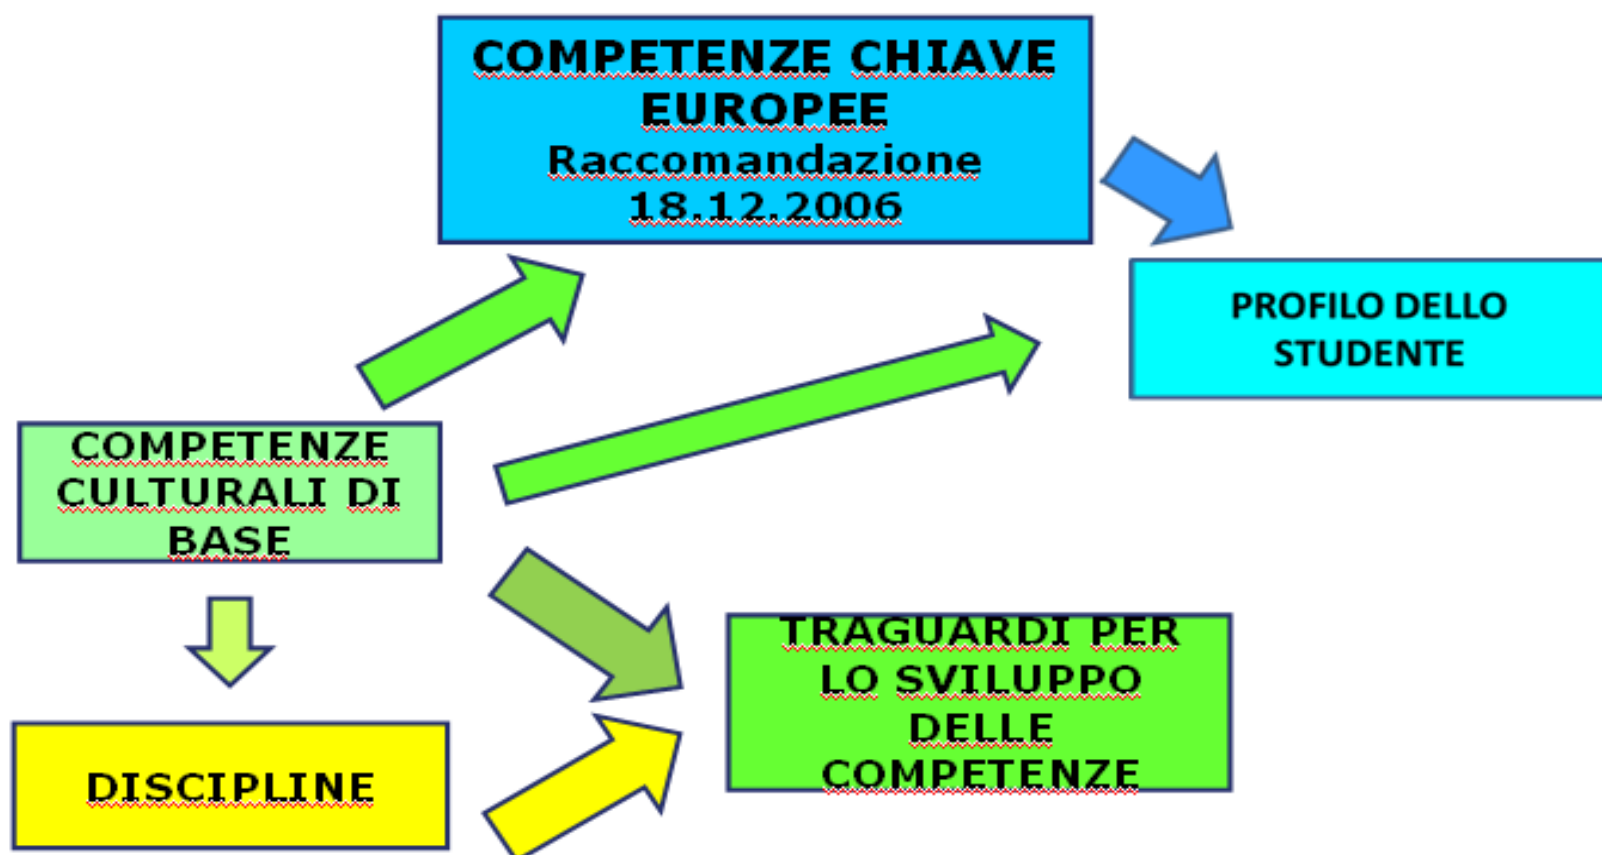 COMPETENZE CHIAVE
EUROPEE
Raccomandazione
18.12.2006
PROFILO DELLO
STUDENTE
COMPETENZE
CULTURALI DI
BASE
TRAGUARDI PER
LO SVILUPPO
DELLE
COMPETENZE
DISCIPLINE